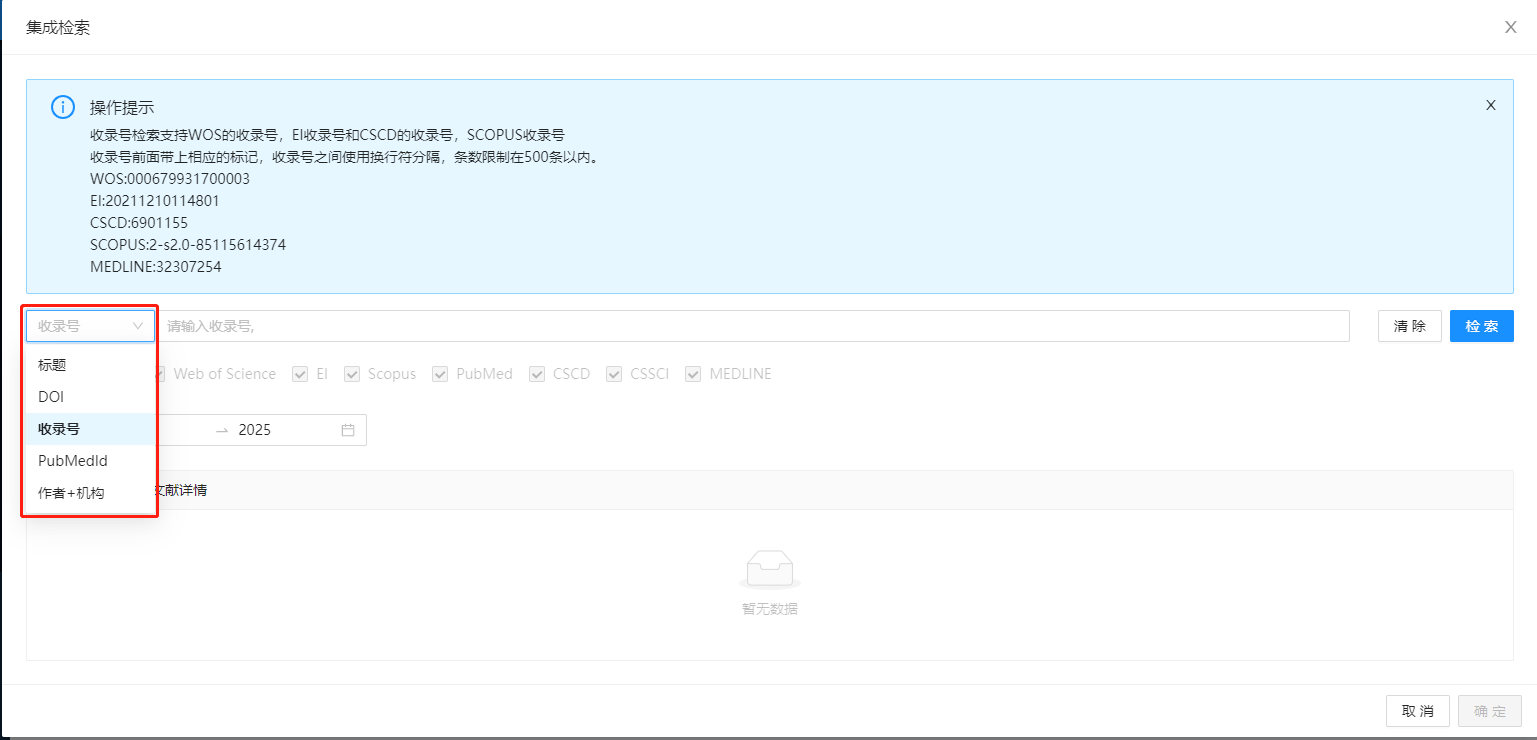 集成检索
操作提示
收录号检索支持WOS的收录号，EI收录号和CSCD的收录号，SCOPUS收录号
收录号前面带上相应的标记，收录号之间使用换行符分隔，条数限制在500条以内。
WOS:000679931700003
EI:20211210114801
CSCD:6901155
SCOPUS:2-s2.0-85115614374
MEDLINE:32307254
收录号 请输入收录号, 清 除 检 索
标题
Web of Science EI Scopus PubMed CSCD CSSCI MEDLINE
DOI
收录号 2025
PubMedId
作者+机构 文献详情
暂无数据
取 消 确 定